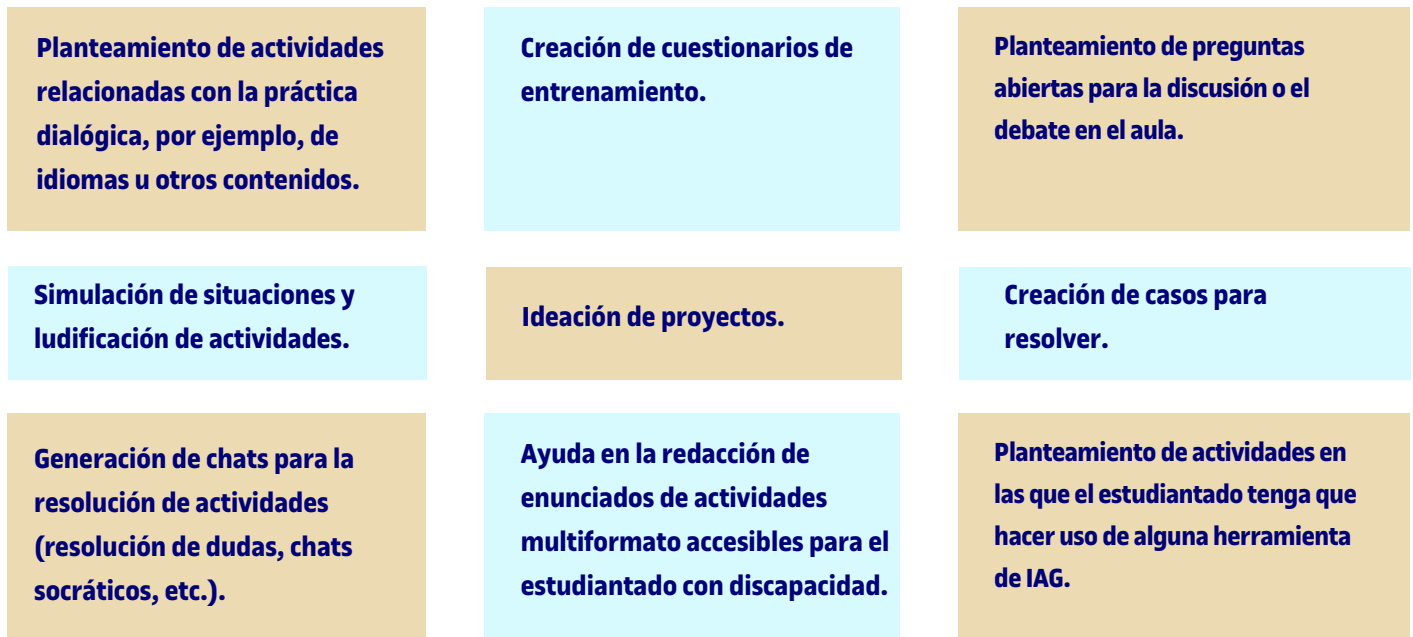 Planteamiento de actividades
relacionadas con la práctica
dialógica, por ejemplo, de
idiomas u otros contenidos.
Creación de cuestionarios de
entrenamiento.
Planteamiento de preguntas
abiertas para la discusión o el
debate en el aula.
Simulación de situaciones y
ludificación de actividades.
Ideación de proyectos.
Creación de casos para
resolver.
Generación de chats para la
resolución de actividades
(resolución de dudas, chats
socráticos, etc.).
Ayuda en la redacción de
enunciados de actividades
multiformato accesibles para el
estudiantado con discapacidad.
Planteamiento de actividades en
las que el estudiantado tenga que
hacer uso de alguna herramienta
de IAG.